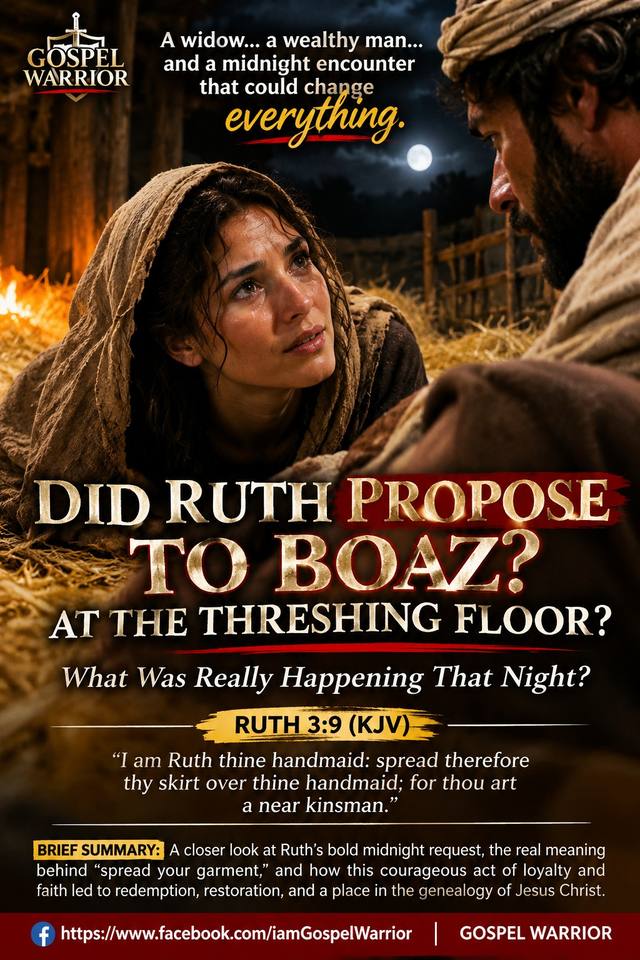 GOSPEL
WARRIOR
A widow... a wealthy man...
and a midnight encounter
that could change
everything.
DID RUTH PROPOSE
TO BOAZ?
AT THE THRESHING FLOOR?
What Was Really Happening That Night?
RUTH 3:9 (KJV)
“I am Ruth thine handmaid: spread therefore
thy skirt over thine handmaid; for thou art
a near kinsman.”
BRIEF SUMMARY: A closer look at Ruth’s bold midnight request, the real meaning
behind “spread your garment,” and how this courageous act of loyalty and
faith led to redemption, restoration, and a place in the genealogy of Jesus Christ.
https://www.facebook.com/iamGospelWarrior | GOSPEL WARRIOR